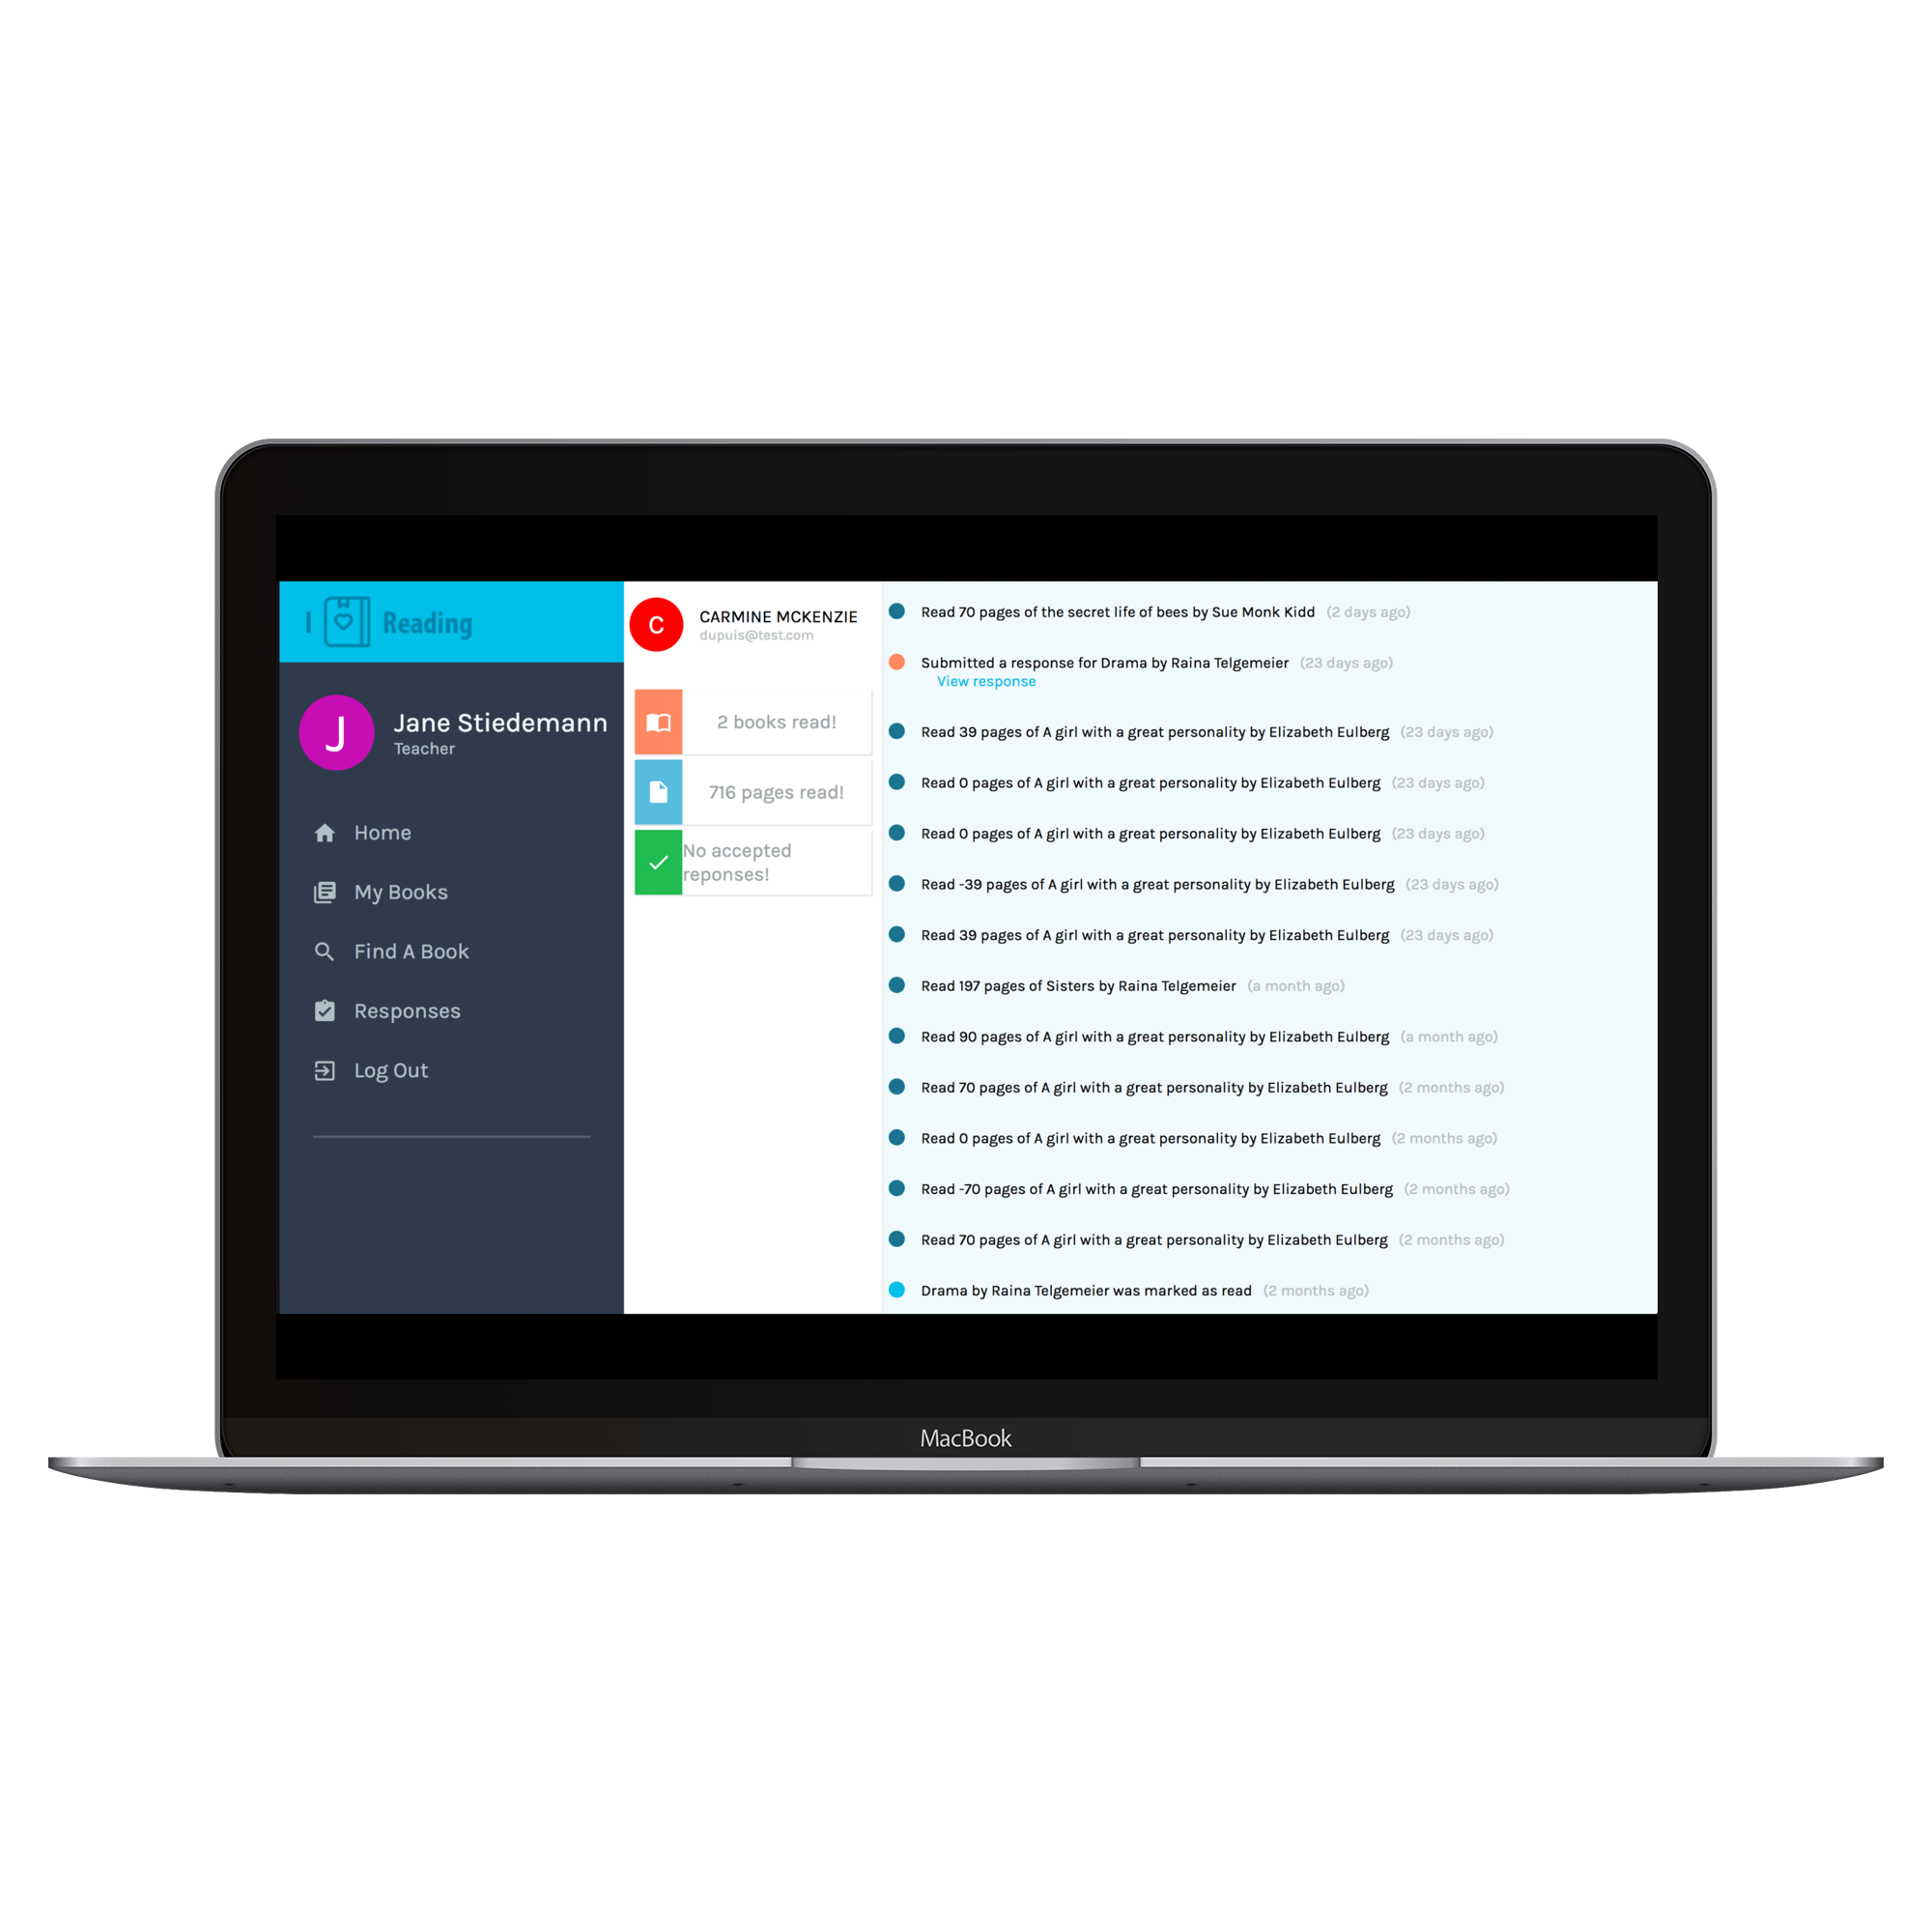 I Reading
J
Jane Stiedemann
Teacher
Home
My Books
Find A Book
Responses
Log Out
C
CARMINE MCKENZIE
dupuis@test.com
2 books read!
716 pages read!
No accepted
reponses!
Read 70 pages of the secret life of bees by Sue Monk Kidd (2 days ago)
Submitted a response for Drama by Raina Telgemeier (23 days ago)
View response
Read 39 pages of A girl with a great personality by Elizabeth Eulberg (23 days ago)
Read 0 pages of A girl with a great personality by Elizabeth Eulberg (23 days ago)
Read 0 pages of A girl with a great personality by Elizabeth Eulberg (23 days ago)
Read -39 pages of A girl with a great personality by Elizabeth Eulberg (23 days ago)
Read 39 pages of A girl with a great personality by Elizabeth Eulberg (23 days ago)
Read 197 pages of Sisters by Raina Telgemeier (a month ago)
Read 90 pages of A girl with a great personality by Elizabeth Eulberg (a month ago)
Read 70 pages of A girl with a great personality by Elizabeth Eulberg (2 months ago)
Read 0 pages of A girl with a great personality by Elizabeth Eulberg (2 months ago)
Read -70 pages of A girl with a great personality by Elizabeth Eulberg (2 months ago)
Read 70 pages of A girl with a great personality by Elizabeth Eulberg (2 months ago)
Drama by Raina Telgemeier was marked as read (2 months ago)
MacBook